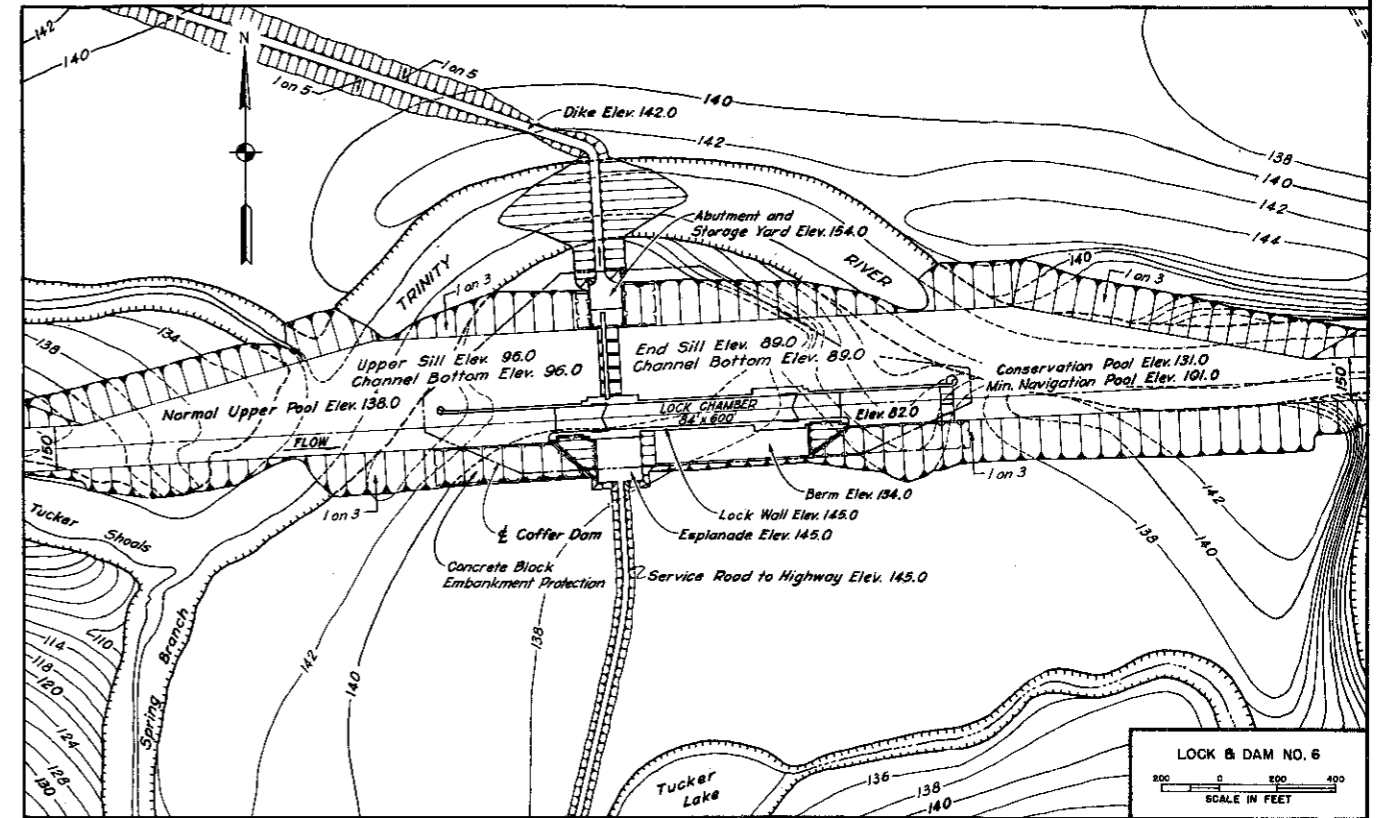 142
140
N
1 on 5
1 on 5
Dike Elev. 142.0
140
142
138
140
142
144
Abutment and
Storage Yard Elev. 154.0
TRINITY
RIVER
1 on 3
140
1 on 3
138
134
Upper Sill Elev. 96.0
Channel Bottom Elev. 96.0
End Sill Elev. 89.0
Channel Bottom Elev. 89.0
Conservation Pool Elev. 131.0
Min. Navigation Pool Elev. 101.0
Normal Upper Pool Elev. 138.0
LOCK CHAMBER
84' x 600'
Elev. 82.0
150'
150'
FLOW
1 on 3
1 on 3
Berm Elev. 134.0
Lock Wall Elev. 145.0
Esplanade Elev. 145.0
℄ Coffer Dam
Concrete Block
Embankment Protection
Service Road to Highway Elev. 145.0
Tucker
Shoals
Spring Branch
110
114
118
120
124
128
130
142
140
138
138
140
142
Tucker
Lake
136
138
140
LOCK & DAM NO. 6
200 0 200 400
SCALE IN FEET